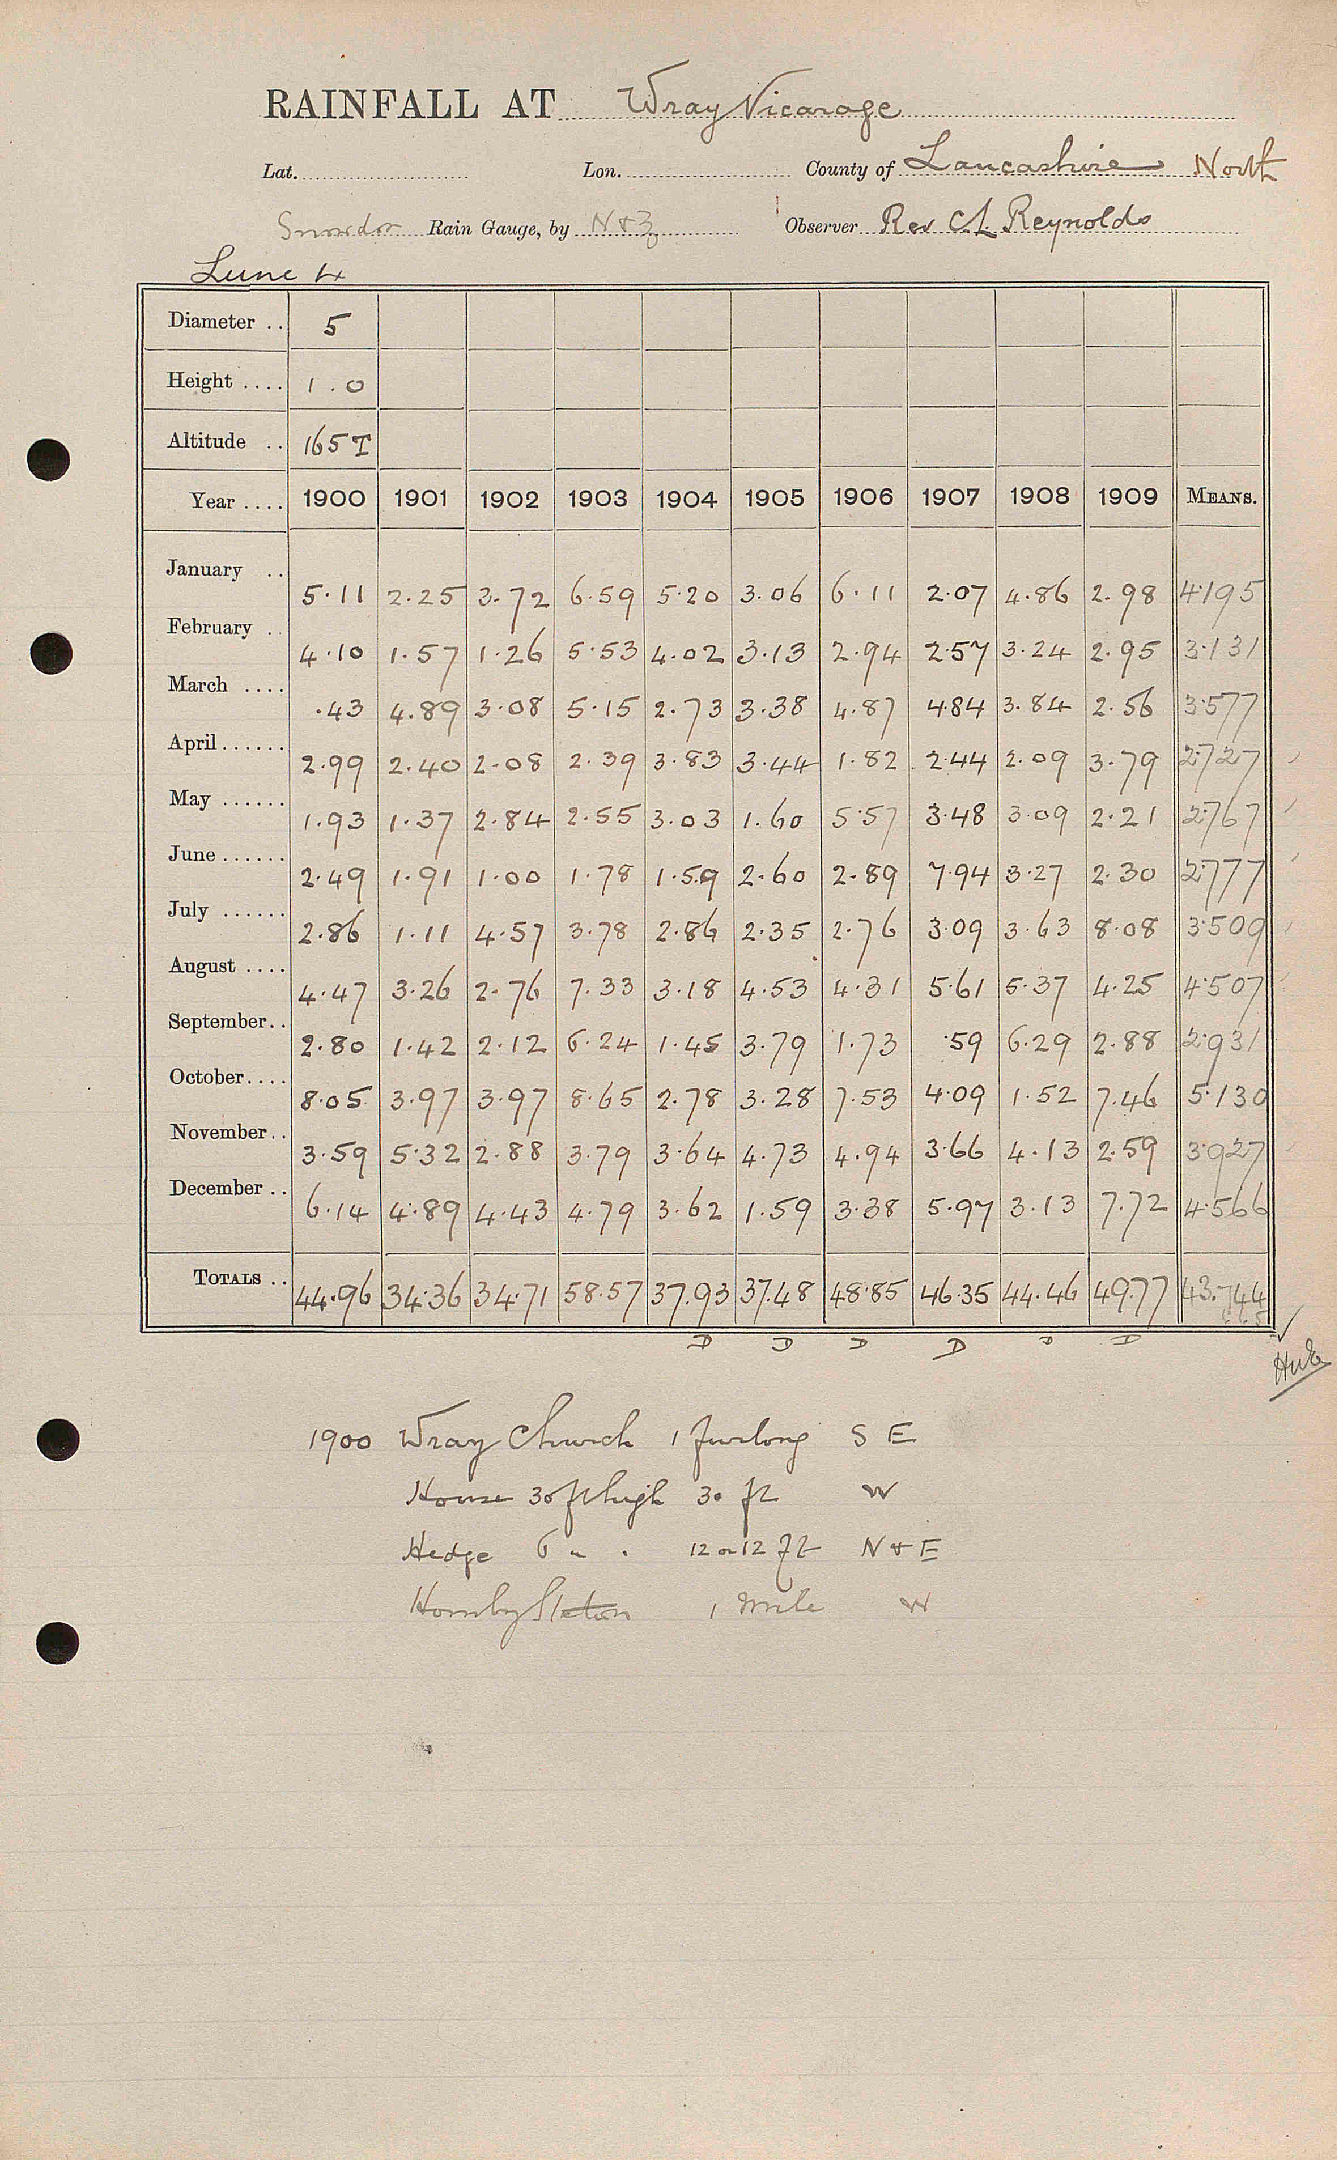 RAINFALL AT Wray Vicarage
Lat. Lon. County of Lancashire North
Snowdon Rain Gauge, by N & Z Observer Rev C. L. Reynolds
Lune 4
Diameter .. 5
Height .... 1.0
Altitude .. 165 T
Year .... 1900 1901 1902 1903 1904 1905 1906 1907 1908 1909 MEANS.
January .. 5.11 2.25 3.72 6.59 5.20 3.06 6.11 2.07 4.86 2.98 4.195
February .. 4.10 1.57 1.26 5.53 4.02 3.13 2.94 2.57 3.24 2.95 3.131
March .... .43 4.89 3.08 5.15 2.73 3.38 4.87 4.84 3.84 2.56 3.577
April ...... 2.99 2.40 2.08 2.39 3.83 3.44 1.82 2.44 2.09 3.79 2.727
May ...... 1.93 1.37 2.84 2.55 3.03 1.60 5.57 3.48 3.09 2.21 2.767
June ...... 2.49 1.91 1.00 1.78 1.59 2.60 2.89 7.94 3.27 2.30 2.777
July ...... 2.86 1.11 4.57 3.78 2.86 2.35 2.76 3.09 3.63 8.08 3.509
August .... 4.47 3.26 2.76 7.33 3.18 4.53 4.31 5.61 5.37 4.25 4.507
September.. 2.80 1.42 2.12 6.24 1.45 3.79 1.73 .59 6.29 2.88 2.931
October.... 8.05 3.97 3.97 8.65 2.78 3.28 7.53 4.09 1.52 7.46 5.130
November.. 3.59 5.32 2.88 3.79 3.64 4.73 4.94 3.66 4.13 2.59 3.927
December .. 6.14 4.89 4.43 4.79 3.62 1.59 3.38 5.97 3.13 7.72 4.566
TOTALS .. 44.96 34.36 34.71 58.57 37.93 37.48 48.85 46.35 44.46 49.77 43.744
D D D D D D
1900 Wray Church 1 furlong S E
House 30 ft high 30 ft W
Hedge 6 " " 12 or 12 ft N & E
Hornby Station 1 mile W